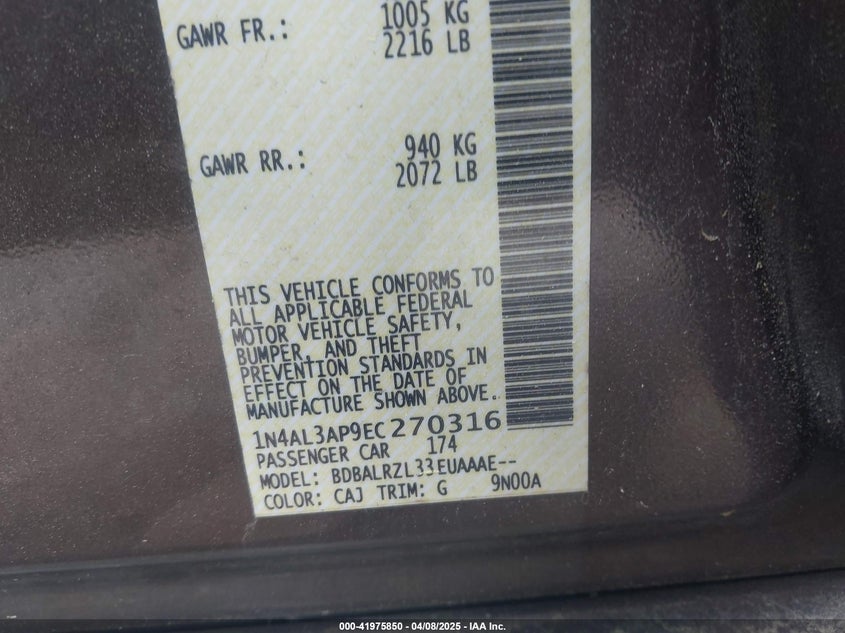 GAWR FR.: 1005 KG
2216 LB
GAWR RR.: 940 KG
2072 LB
THIS VEHICLE CONFORMS TO
ALL APPLICABLE FEDERAL
MOTOR VEHICLE SAFETY,
BUMPER, AND THEFT
PREVENTION STANDARDS IN
EFFECT ON THE DATE OF
MANUFACTURE SHOWN ABOVE.
1N4AL3AP9EC270316
PASSENGER CAR 174
MODEL: BDBALRZL33EUAAAE--
COLOR: CAJ TRIM: G 9N00A
000-41975850 - 04/08/2025 - IAA Inc.